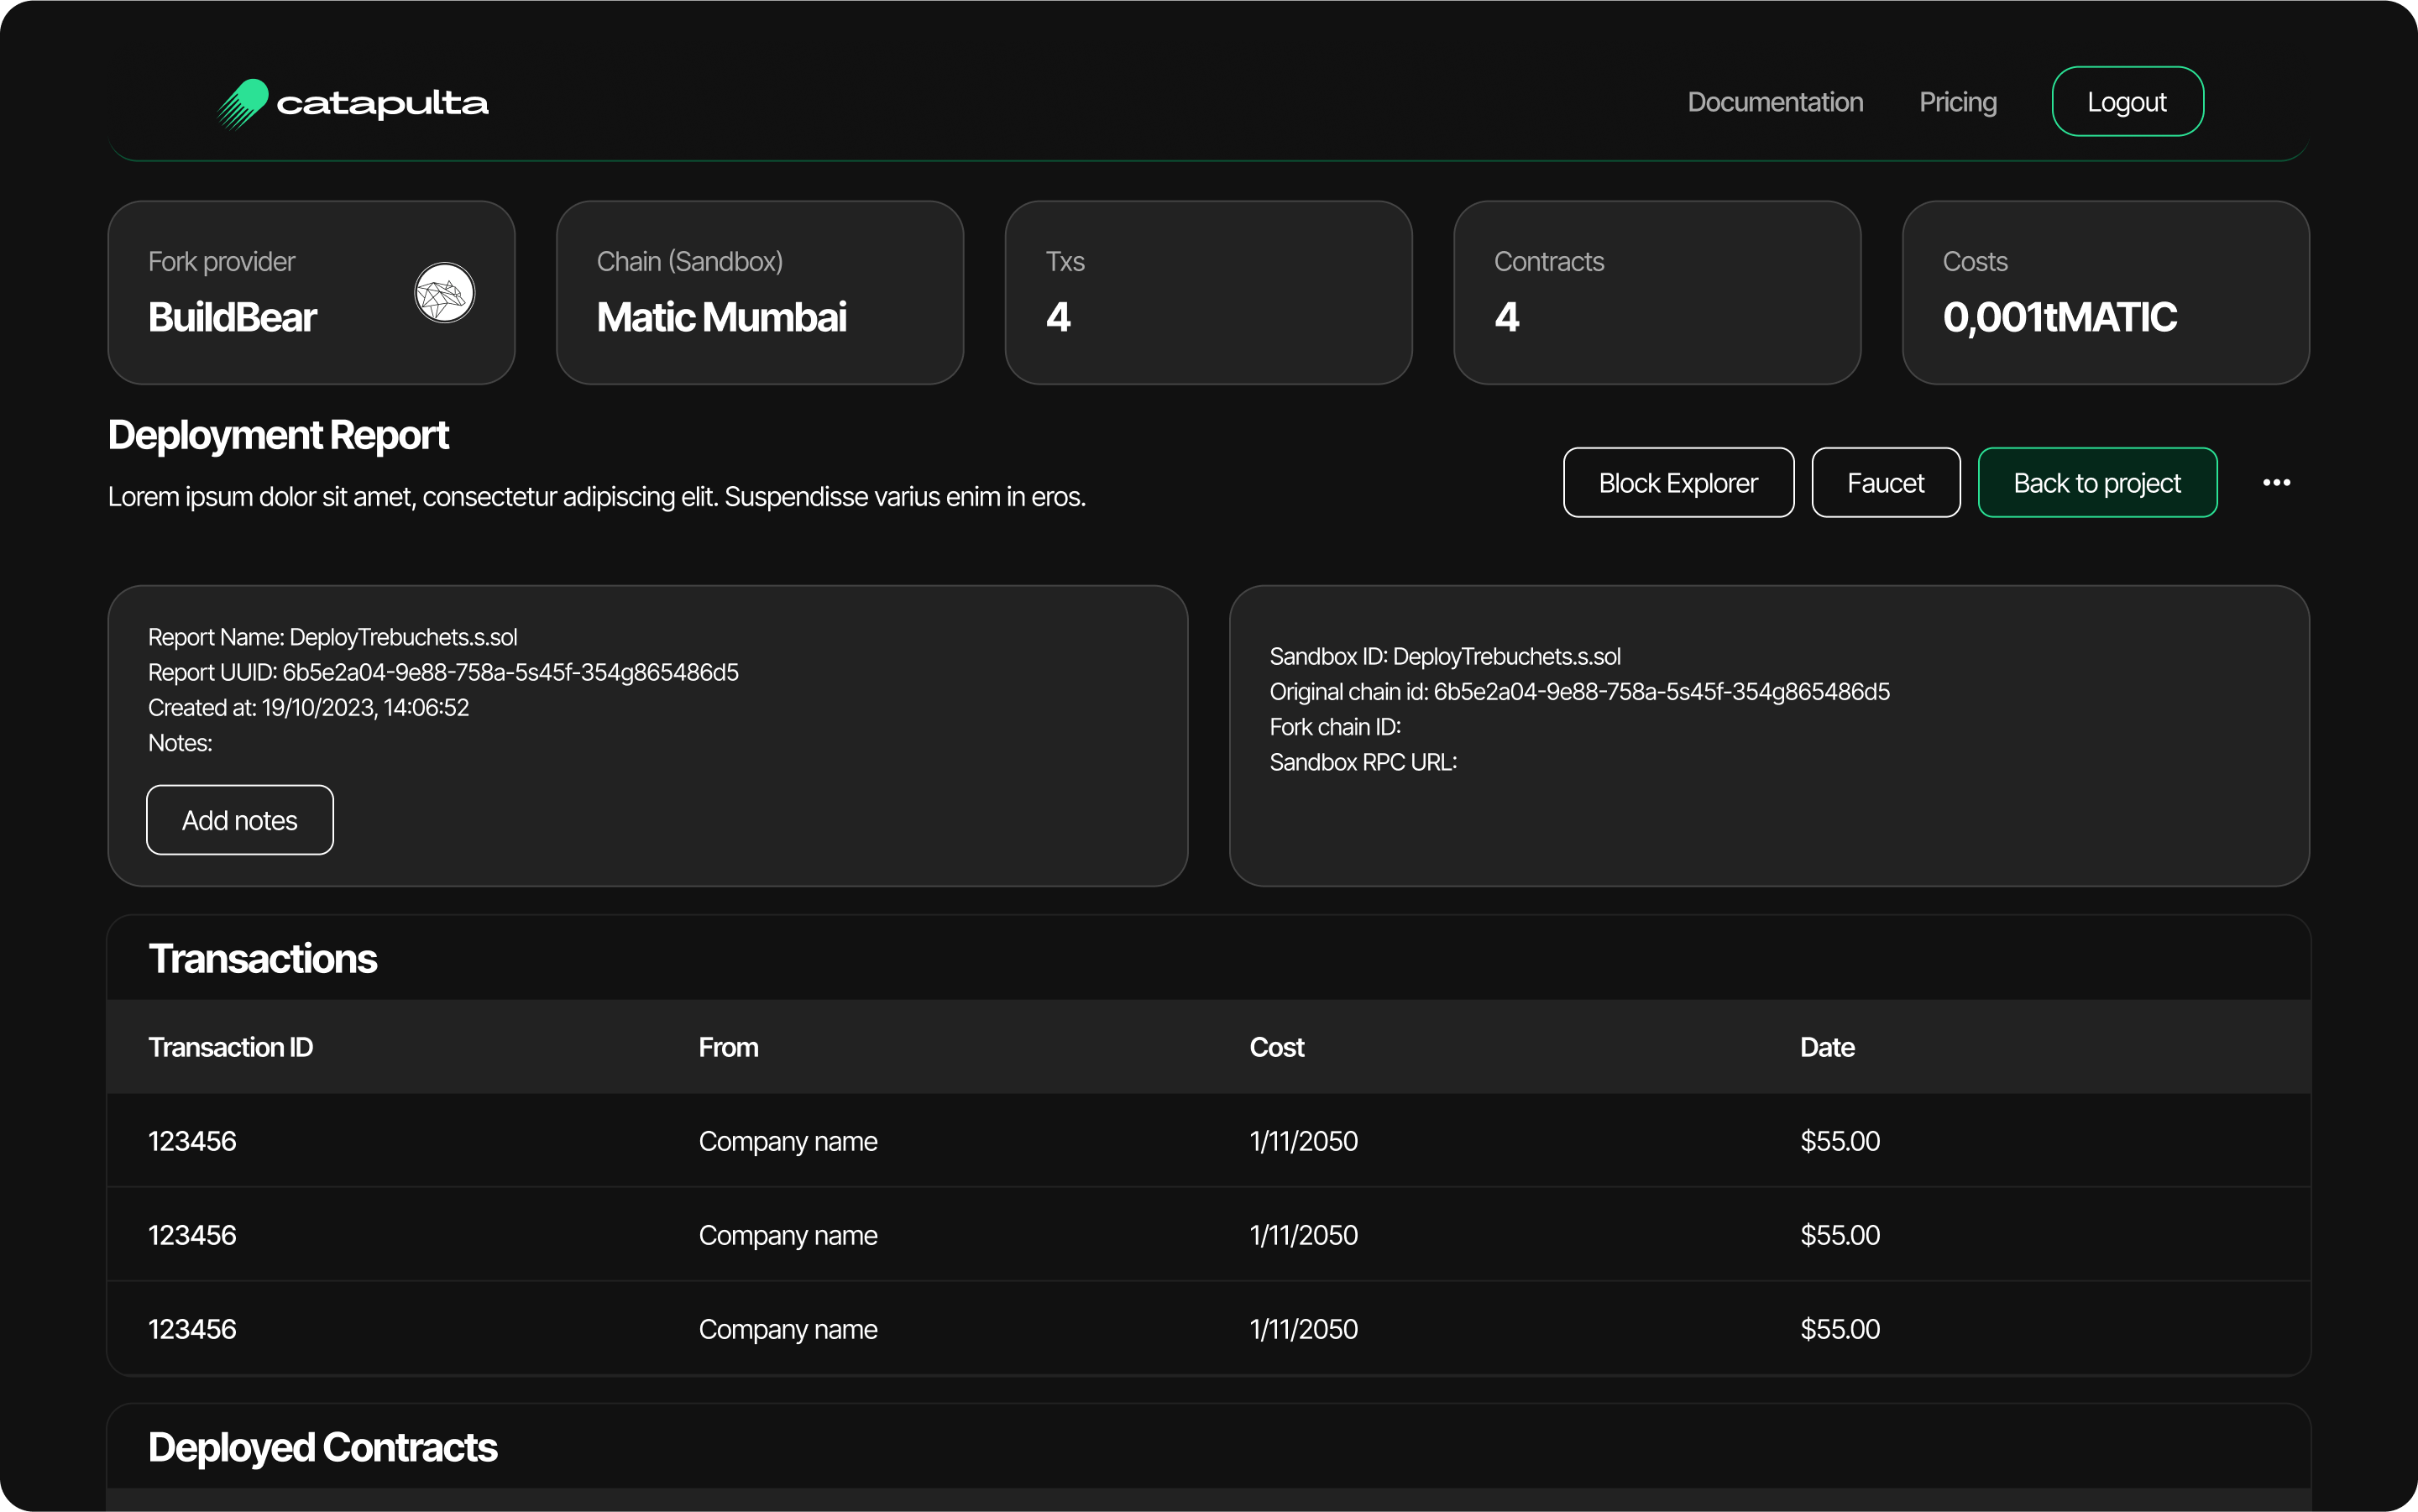 catapulta
Documentation Pricing Logout
Fork provider
BuildBear
Chain (Sandbox)
Matic Mumbai
Txs
4
Contracts
4
Costs
0,001tMATIC
Deployment Report
Lorem ipsum dolor sit amet, consectetur adipiscing elit. Suspendisse varius enim in eros.
Block Explorer Faucet Back to project
Report Name: DeployTrebuchets.s.sol
Report UUID: 6b5e2a04-9e88-758a-5s45f-354g865486d5
Created at: 19/10/2023, 14:06:52
Notes:
Add notes
Sandbox ID: DeployTrebuchets.s.sol
Original chain id: 6b5e2a04-9e88-758a-5s45f-354g865486d5
Fork chain ID:
Sandbox RPC URL:
Transactions
Transaction ID From Cost Date
123456 Company name 1/11/2050 $55.00
123456 Company name 1/11/2050 $55.00
123456 Company name 1/11/2050 $55.00
Deployed Contracts